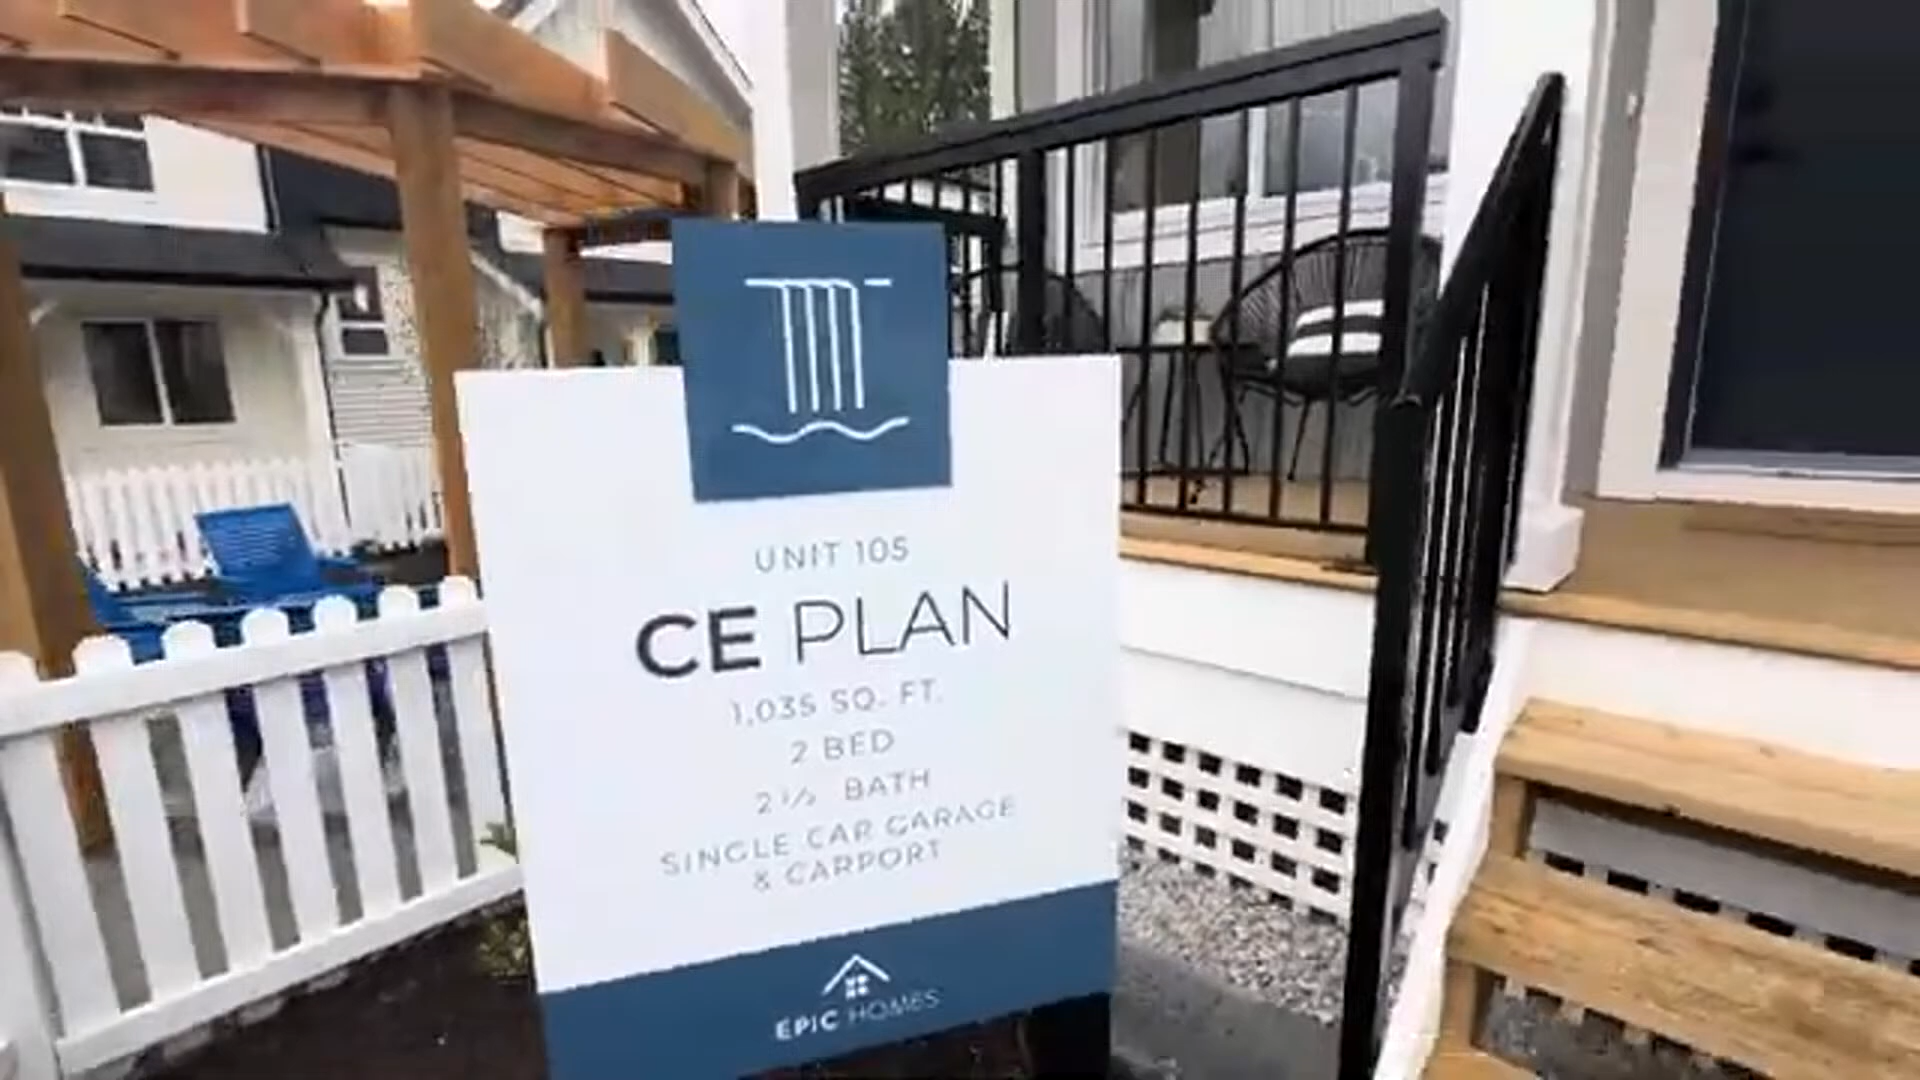 UNIT 105
CE PLAN
1,035 SQ. FT.
2 BED
2 ½ BATH
SINGLE CAR GARAGE
& CARPORT
EPIC HOMES